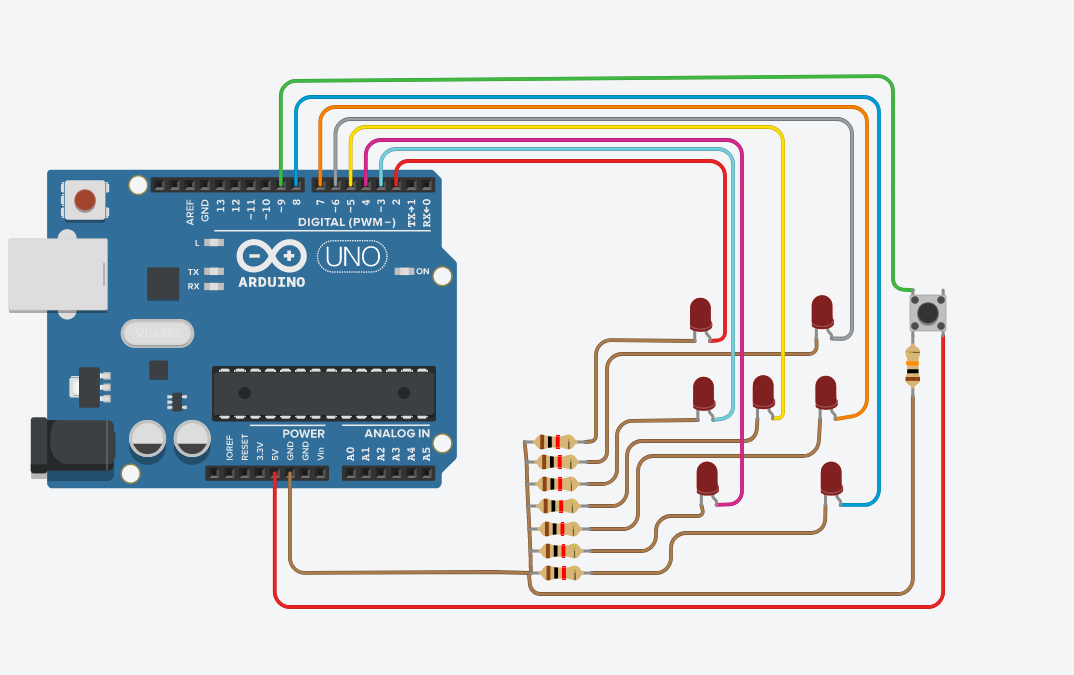 AREF
GND
13
12
~11
~10
~9
8
7
~6
~5
4
~3
2
TX→1
RX←0
DIGITAL (PWM~)
L
TX
RX
ARDUINO
UNO
ON
POWER
ANALOG IN
IOREF
RESET
3.3V
5V
GND
GND
Vin
A0
A1
A2
A3
A4
A5